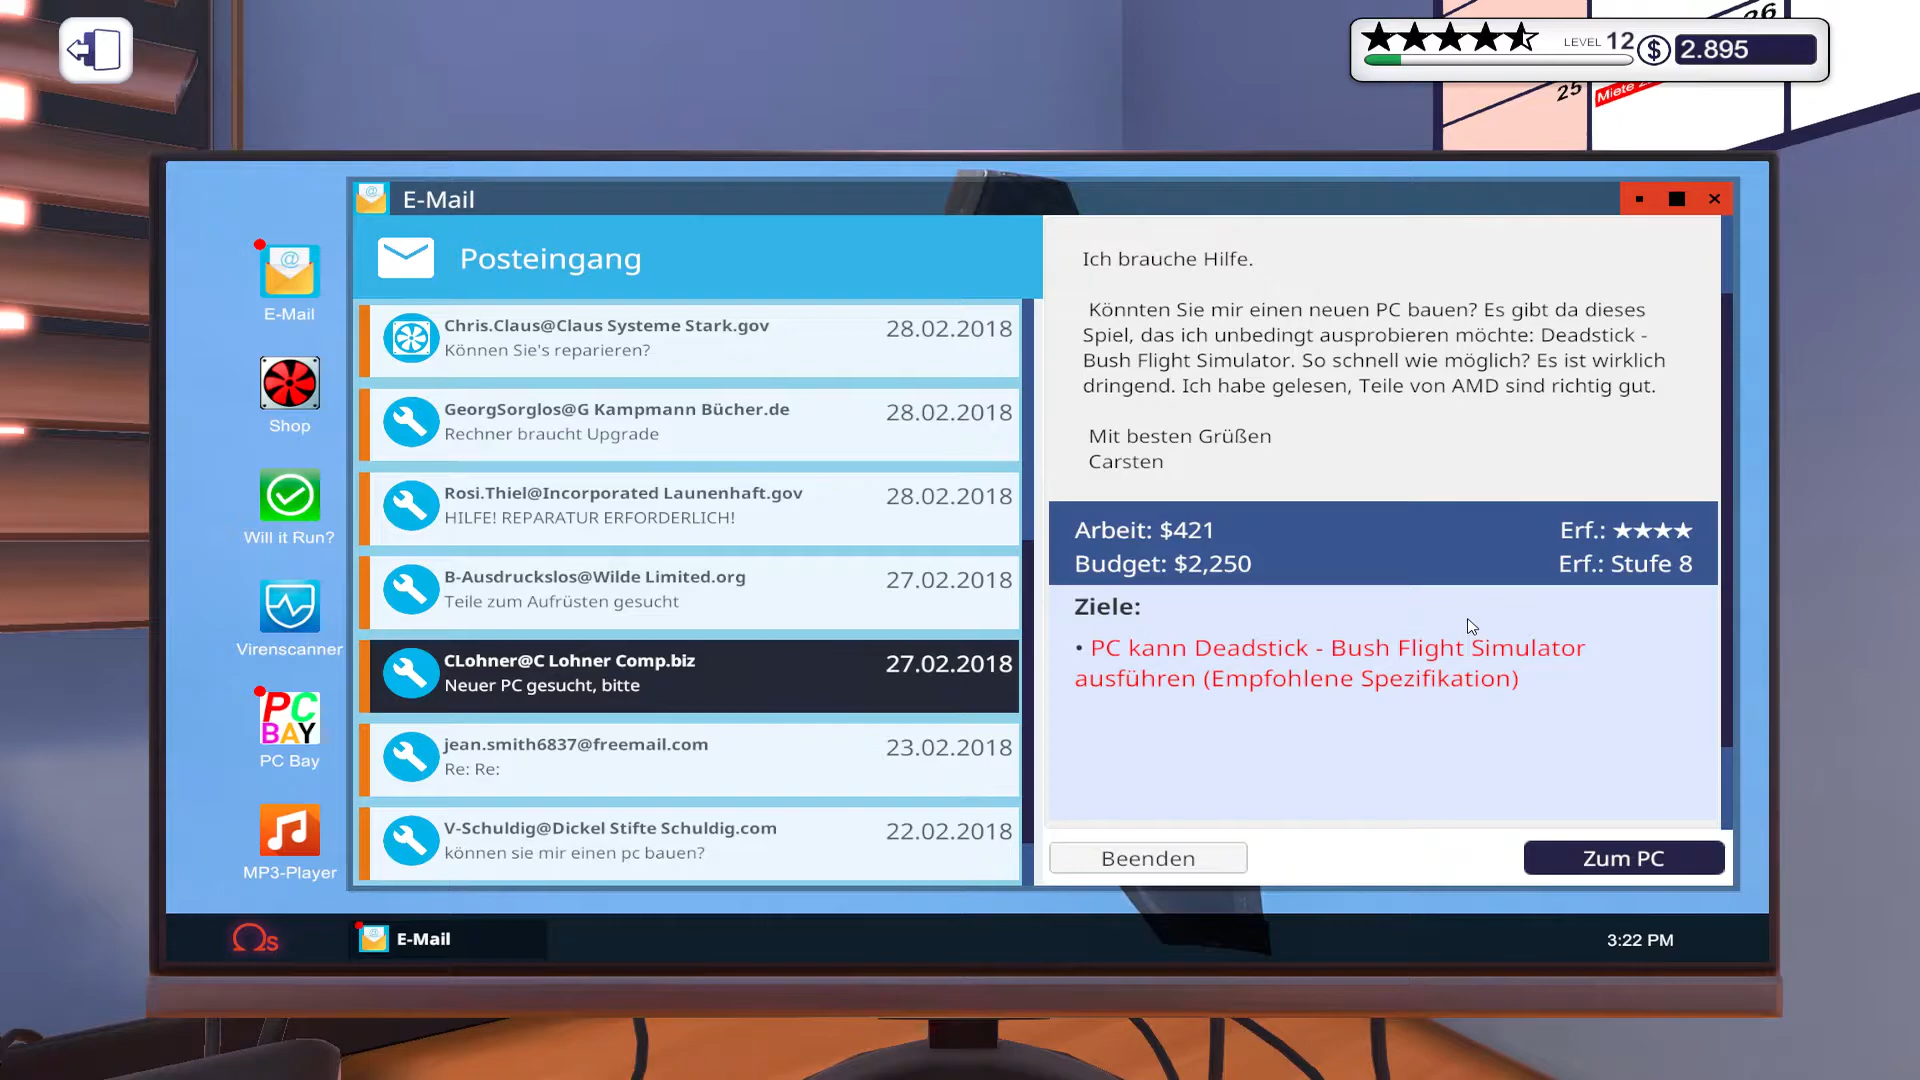 26
LEVEL 12
$
2.895
25
Miete
E-Mail
Posteingang
E-Mail
Shop
Will it Run?
Virenscanner
PC BAY
PC Bay
MP3-Player
Chris.Claus@Claus Systeme Stark.gov 28.02.2018
Können Sie's reparieren?
GeorgSorglos@G Kampmann Bücher.de 28.02.2018
Rechner braucht Upgrade
Rosi.Thiel@Incorporated Launenhaft.gov 28.02.2018
HILFE! REPARATUR ERFORDERLICH!
B-Ausdruckslos@Wilde Limited.org 27.02.2018
Teile zum Aufrüsten gesucht
CLohner@C Lohner Comp.biz 27.02.2018
Neuer PC gesucht, bitte
jean.smith6837@freemail.com 23.02.2018
Re: Re:
V-Schuldig@Dickel Stifte Schuldig.com 22.02.2018
können sie mir einen pc bauen?
Ich brauche Hilfe.
Könnten Sie mir einen neuen PC bauen? Es gibt da dieses
Spiel, das ich unbedingt ausprobieren möchte: Deadstick -
Bush Flight Simulator. So schnell wie möglich? Es ist wirklich
dringend. Ich habe gelesen, Teile von AMD sind richtig gut.
Mit besten Grüßen
Carsten
Arbeit: $421 Erf.: ★★★★
Budget: $2,250 Erf.: Stufe 8
Ziele:
• PC kann Deadstick - Bush Flight Simulator
ausführen (Empfohlene Spezifikation)
Beenden
Zum PC
Ωs
E-Mail
3:22 PM